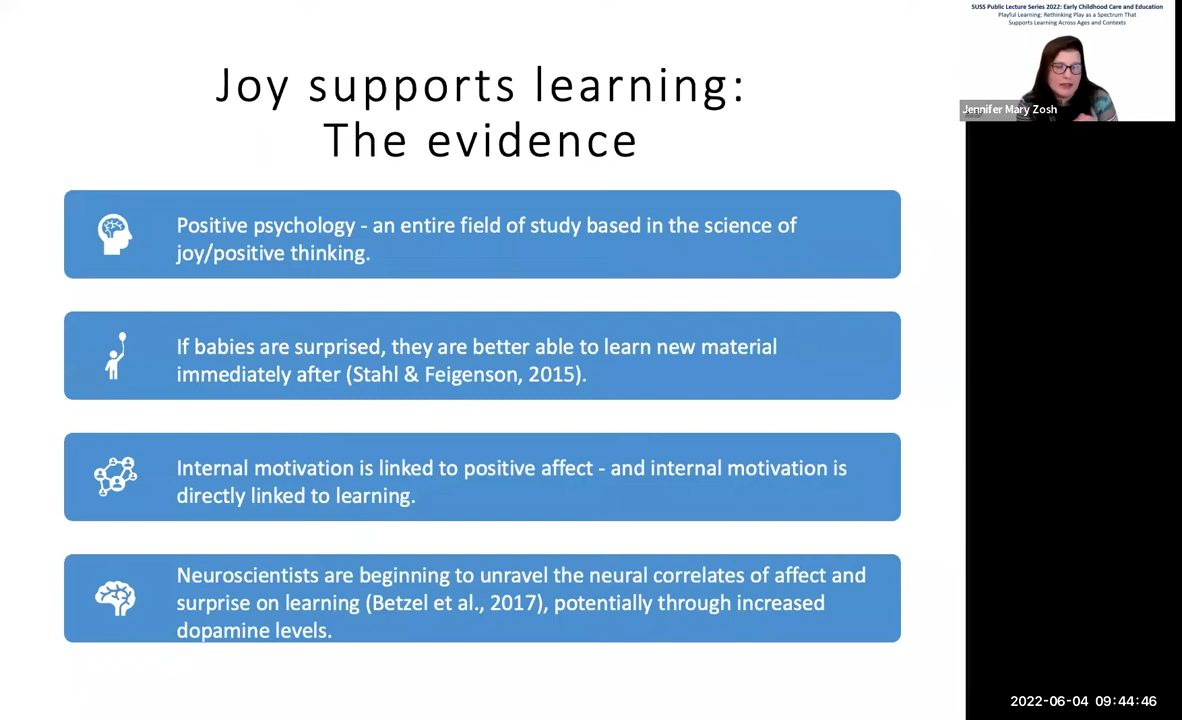 Joy supports learning:
The evidence
Positive psychology - an entire field of study based in the science of
joy/positive thinking.
If babies are surprised, they are better able to learn new material
immediately after (Stahl & Feigenson, 2015).
Internal motivation is linked to positive affect - and internal motivation is
directly linked to learning.
Neuroscientists are beginning to unravel the neural correlates of affect and
surprise on learning (Betzel et al., 2017), potentially through increased
dopamine levels.
SUSS Public Lecture Series 2022: Early Childhood Care and Education
Playful Learning: Rethinking Play as a Spectrum That
Supports Learning Across Ages and Contexts
Jennifer Mary Zosh
2022-06-04 09:44:46